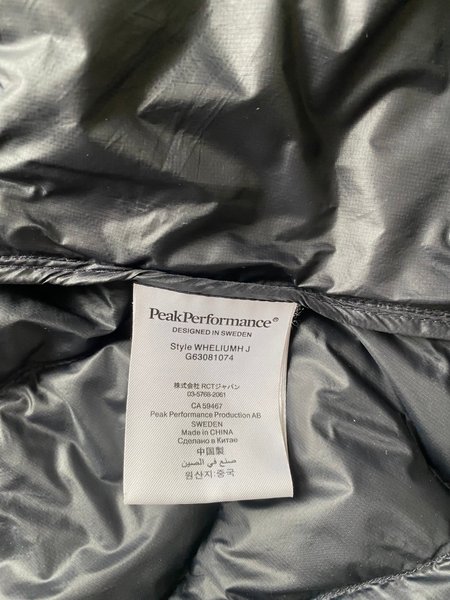 PeakPerformance®
DESIGNED IN SWEDEN
Style WHELIUMH J
G63081074
株式会社 RCTジャパン
03-5768-2061
CA 59467
Peak Performance Production AB
SWEDEN
Made in CHINA
Сделано в Китае
中国製
صنع في الصين
원산지:중국